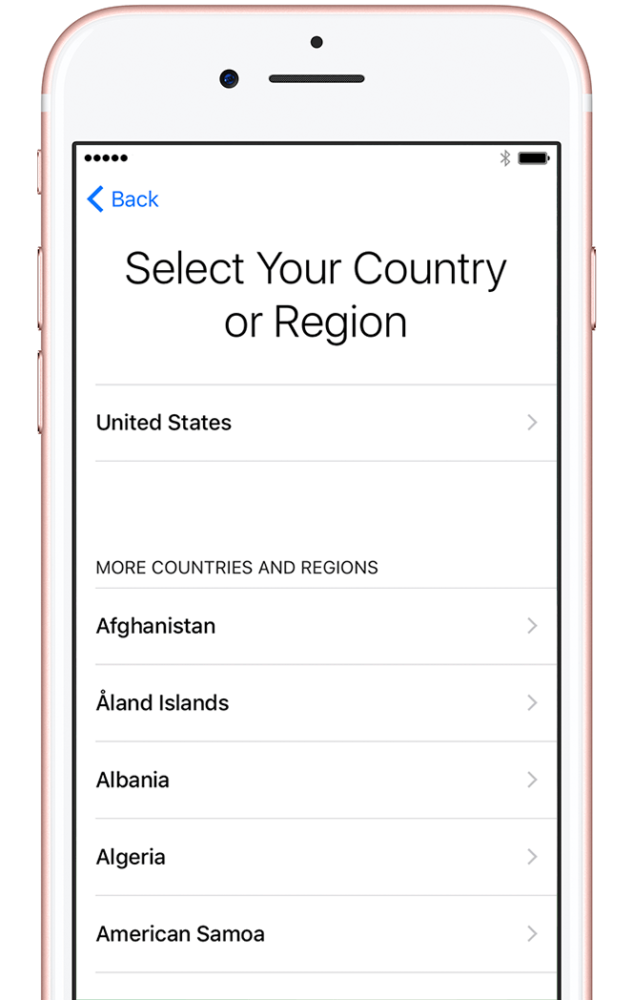 Back
Select Your Country
or Region
United States
MORE COUNTRIES AND REGIONS
Afghanistan
Åland Islands
Albania
Algeria
American Samoa